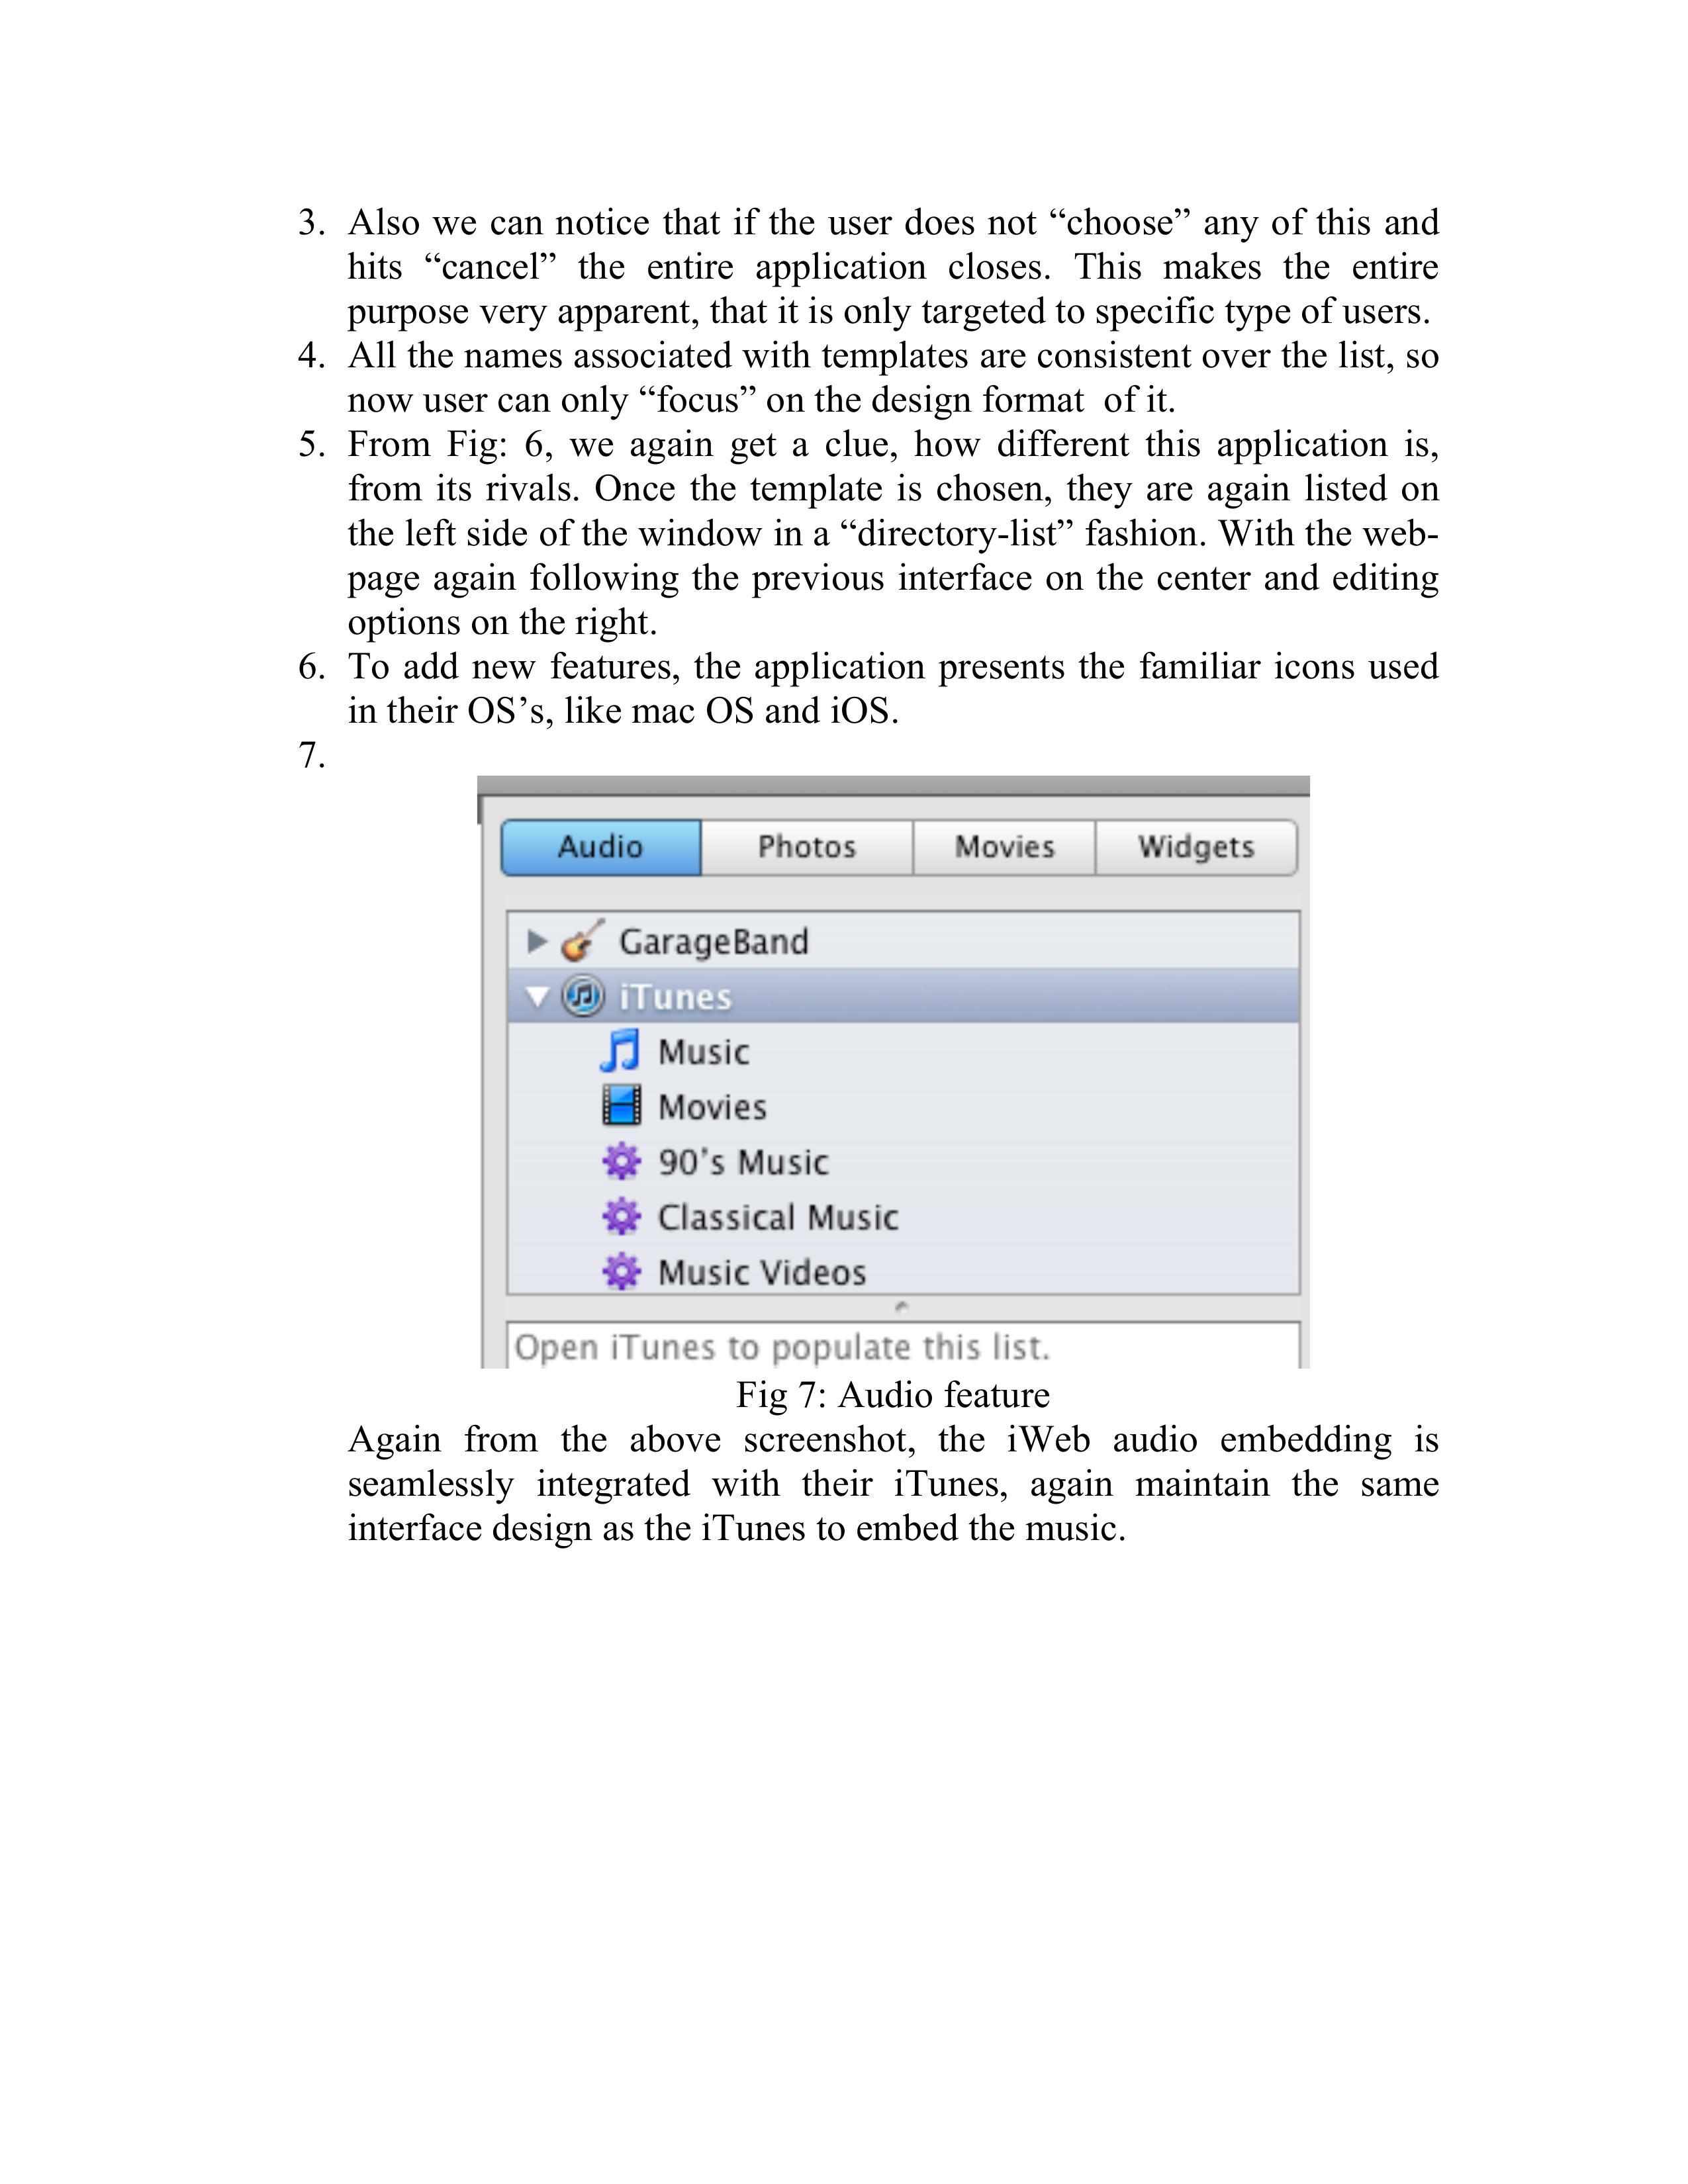 3. Also we can notice that if the user does not “choose” any of this and
hits “cancel” the entire application closes. This makes the entire
purpose very apparent, that it is only targeted to specific type of users.
4. All the names associated with templates are consistent over the list, so
now user can only “focus” on the design format  of it.
5. From Fig: 6, we again get a clue, how different this application is,
from its rivals. Once the template is chosen, they are again listed on
the left side of the window in a “directory-list” fashion. With the web-
page again following the previous interface on the center and editing
options on the right.
6. To add new features, the application presents the familiar icons used
in their OS’s, like mac OS and iOS.
7.
Audio Photos Movies Widgets
GarageBand
iTunes
Music
Movies
90's Music
Classical Music
Music Videos
Open iTunes to populate this list.
Fig 7: Audio feature
Again from the above screenshot, the iWeb audio embedding is
seamlessly integrated with their iTunes, again maintain the same
interface design as the iTunes to embed the music.